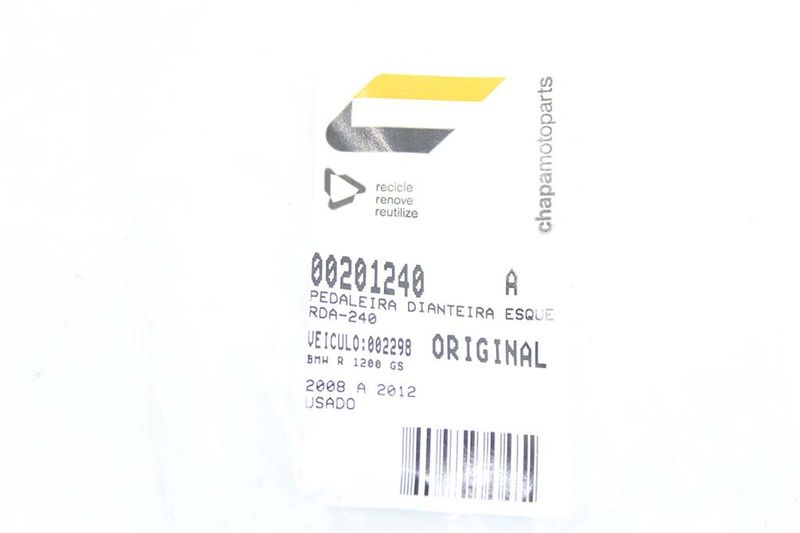 recicle
renove
reutilize
chapamotoparts
00201240 A
PEDALEIRA DIANTEIRA ESQUE
RDA-240
VEICULO:002298 ORIGINAL
BMW R 1200 GS
2008 A 2012
USADO